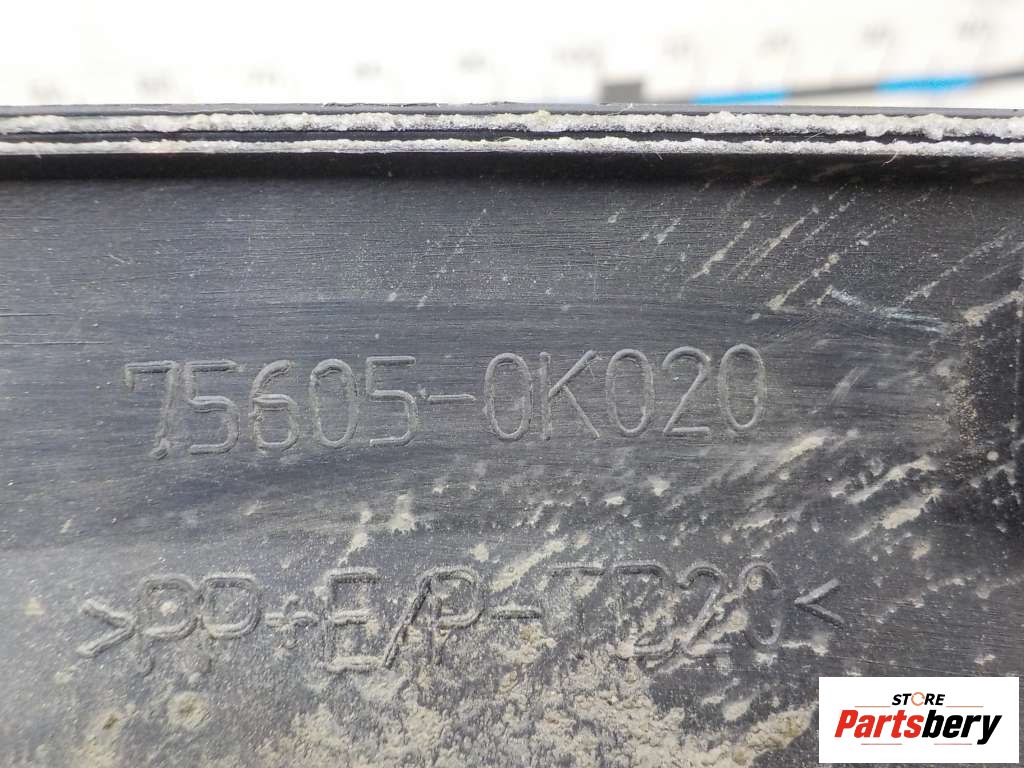 75605-0K020
>PP+E/P-TD20<
STORE
Partsbery